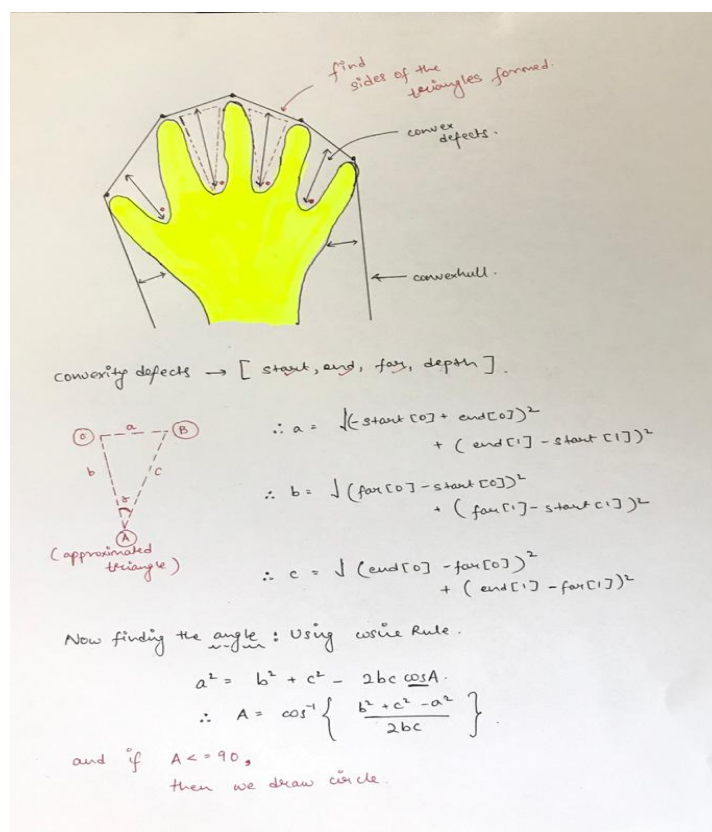 find
sides of the
triangles formed.
convex
defects.
convexhull.
convexity defects → [ start, end, far, depth ].
C a B
b c
γ
A
(approximated
triangle)
∴ a = √(-start[0] + end[0])²
+ (end[1] - start[1])²
∴ b = √(far[0] - start[0])²
+ (far[1] - start[1])²
∴ c = √(end[0] - far[0])²
+ (end[1] - far[1])²
Now finding the angle : Using cosine Rule.
a² = b² + c² - 2bc cosA.
∴ A = cos⁻¹ { b² + c² - a² / 2bc }.
and if A <= 90,
then we draw circle.